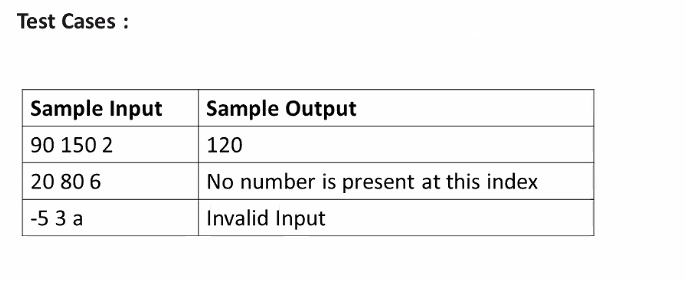 Test Cases :
Sample Input Sample Output
90 150 2 120
20 80 6 No number is present at this index
-5 3 a Invalid Input